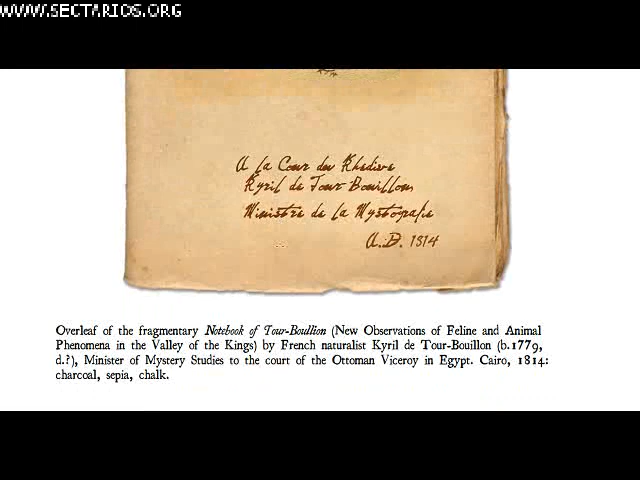 WWW.SECTARIOS.ORG
A la Cour du Khedive
Kyril de Tour-Bouillon
Ministre de la Mystografie
A.D. 1814
Overleaf of the fragmentary Notebook of Tour-Boullion (New Observations of Feline and Animal
Phenomena in the Valley of the Kings) by French naturalist Kyril de Tour-Bouillon (b.1779,
d.?), Minister of Mystery Studies to the court of the Ottoman Viceroy in Egypt. Cairo, 1814:
charcoal, sepia, chalk.